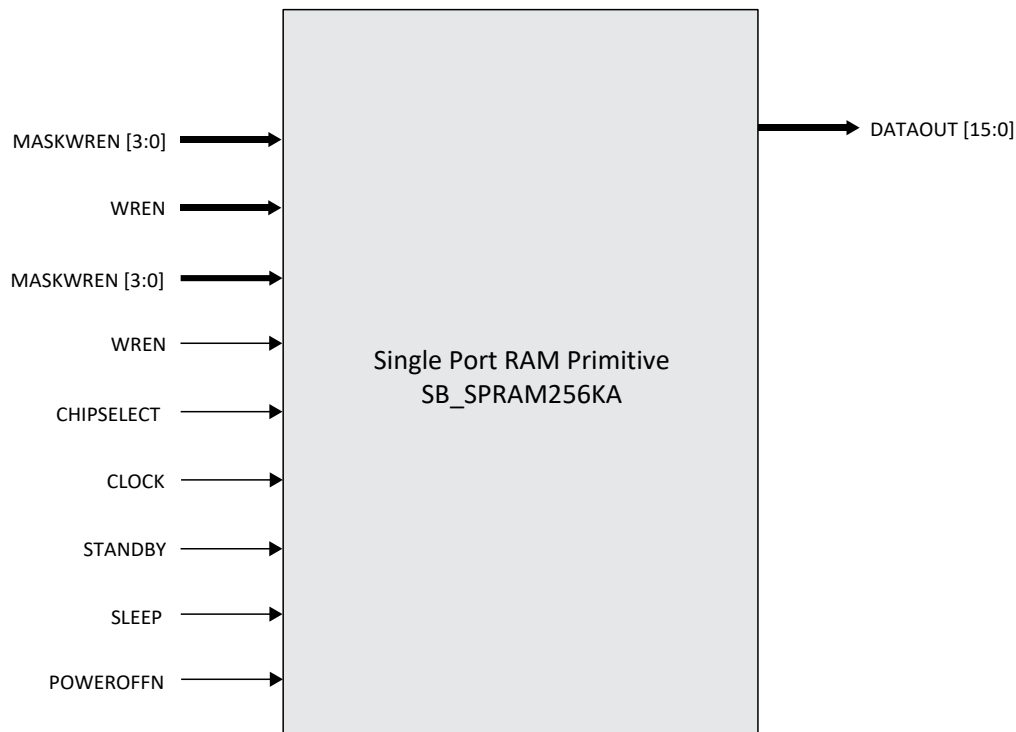 MASKWREN [3:0]
WREN
MASKWREN [3:0]
WREN
CHIPSELECT
CLOCK
STANDBY
SLEEP
POWEROFFN
Single Port RAM Primitive
SB_SPRAM256KA
DATAOUT [15:0]